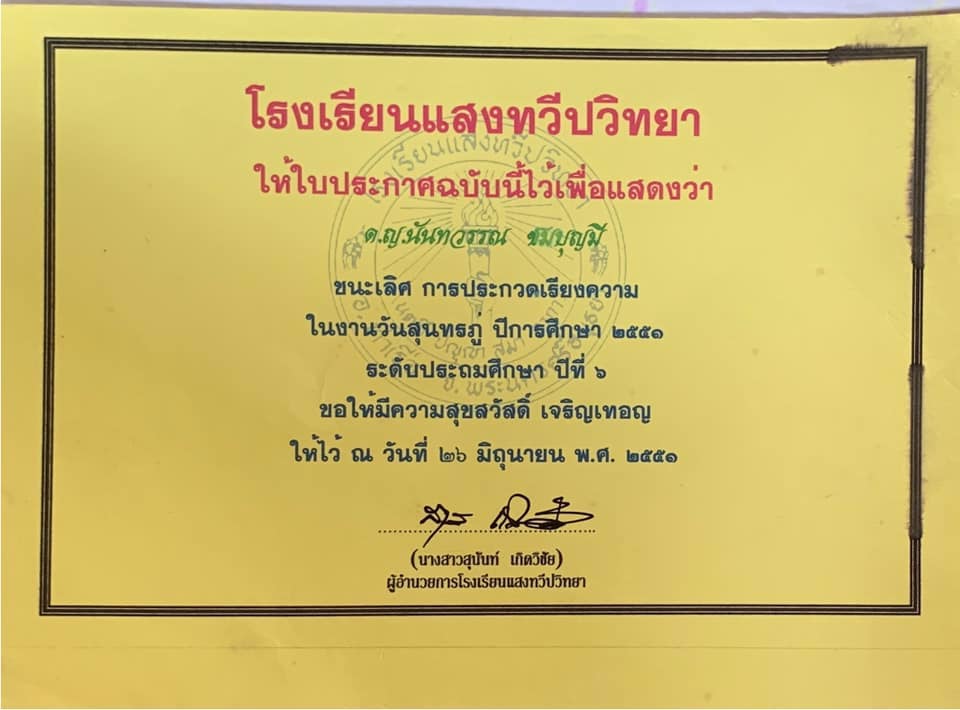 โรงเรียนแสงทวีปวิทยา
ให้ใบประกาศฉบับนี้ไว้เพื่อแสดงว่า
ด.ญ.นันทวรรณ ชมบุญมี
ชนะเลิศ การประกวดเรียงความ
ในงานวันสุนทรภู่ ปีการศึกษา ๒๕๕๑
ระดับประถมศึกษา ปีที่ ๖
ขอให้มีความสุขสวัสดิ์ เจริญเทอญ
ให้ไว้ ณ วันที่ ๒๖ มิถุนายน พ.ศ. ๒๕๕๑
(นางสาวสุนันท์ เกิดวิชัย)
ผู้อำนวยการโรงเรียนแสงทวีปวิทยา